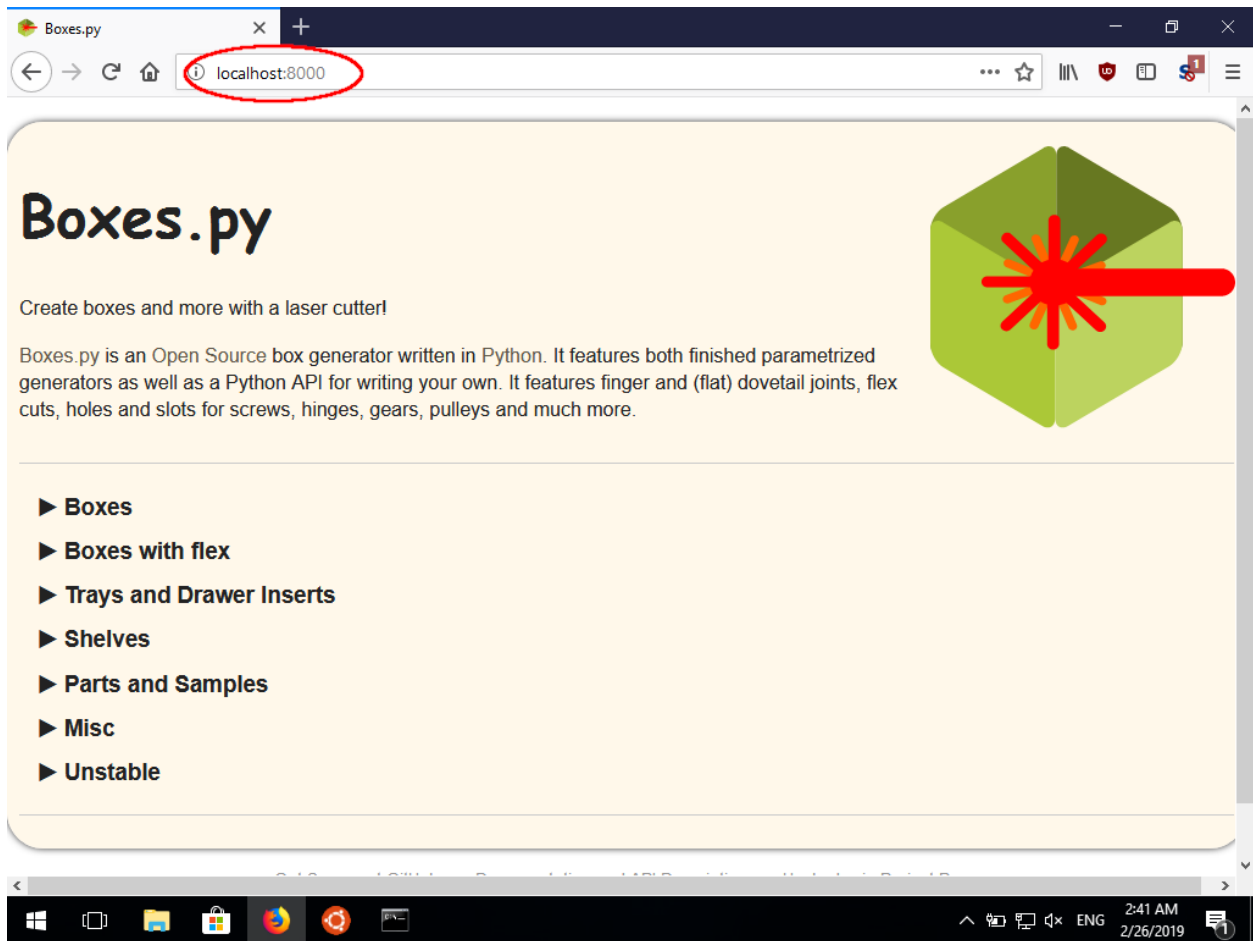 Boxes.py
localhost:8000
1
Boxes.py
Create boxes and more with a laser cutter!
Boxes.py is an Open Source box generator written in Python. It features both finished parametrized
generators as well as a Python API for writing your own. It features finger and (flat) dovetail joints, flex
cuts, holes and slots for screws, hinges, gears, pulleys and much more.
▶ Boxes
▶ Boxes with flex
▶ Trays and Drawer Inserts
▶ Shelves
▶ Parts and Samples
▶ Misc
▶ Unstable
ENG
2:41 AM
2/26/2019
1